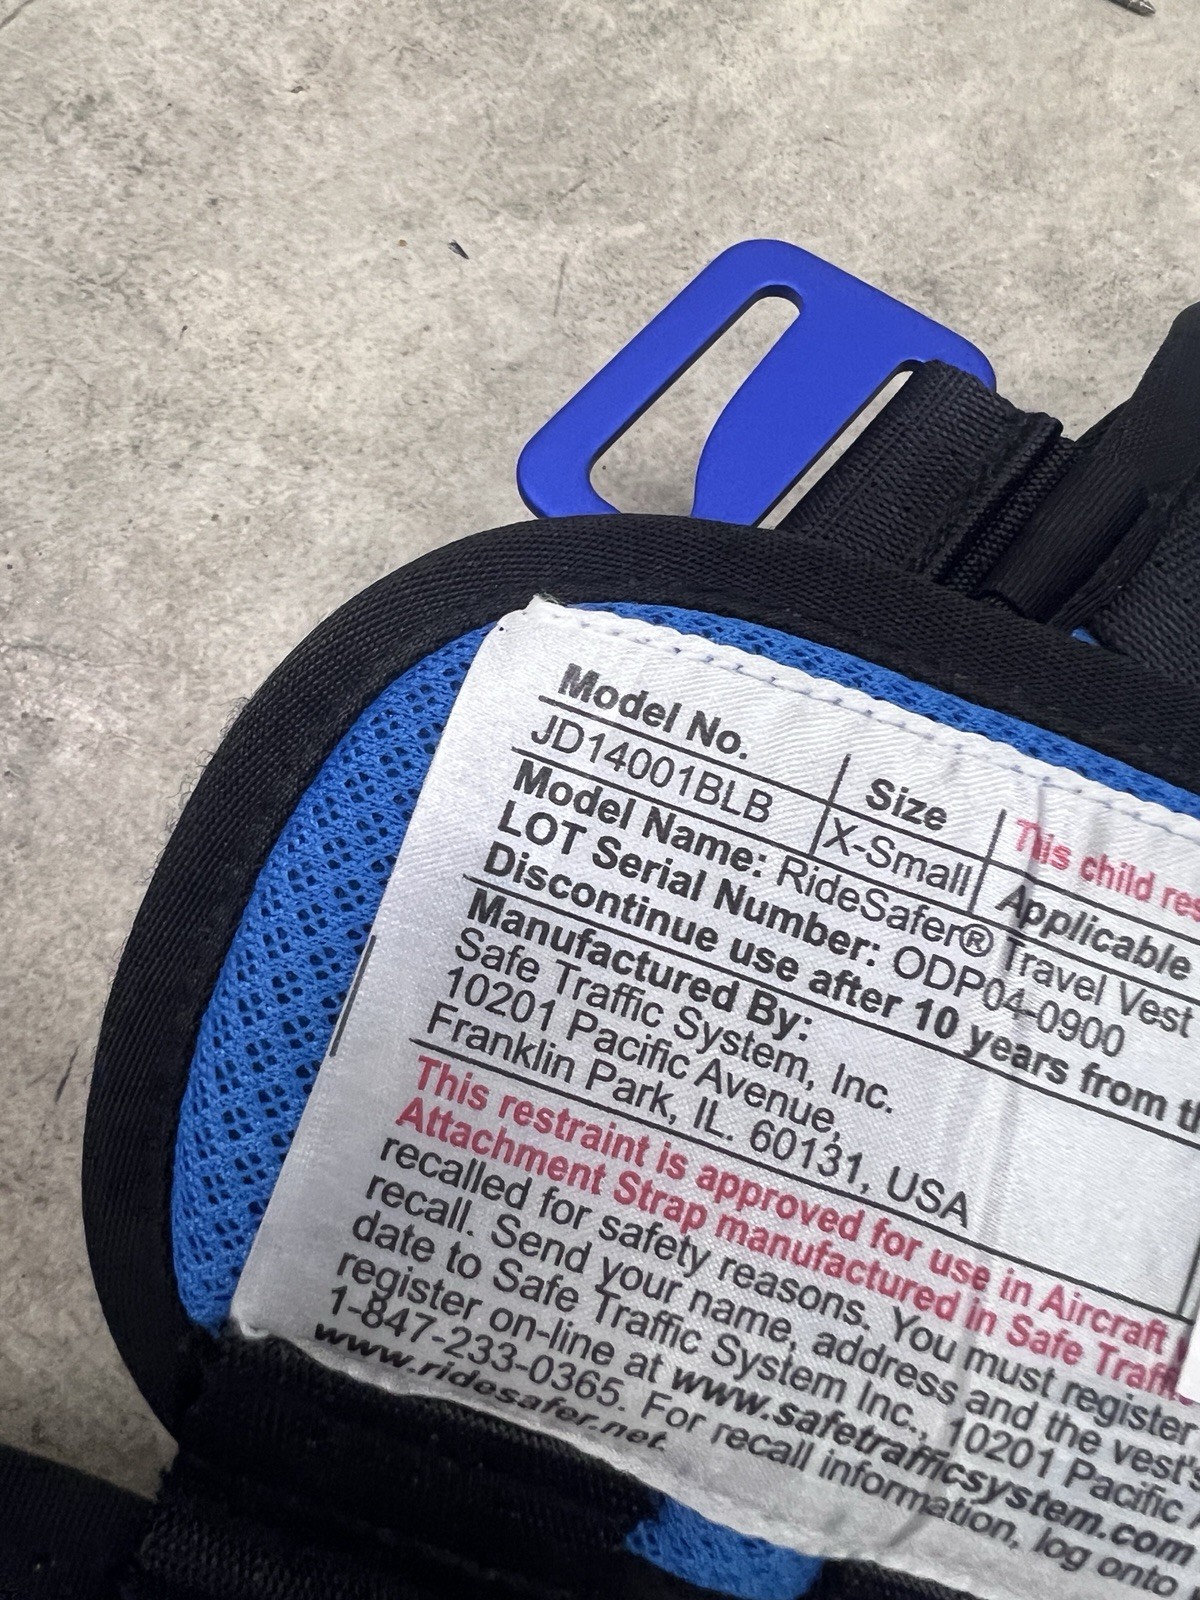 Model No.
Size
This child res
JD14001BLB
X-Small
Applicable
Model Name: RideSafer® Travel Vest
LOT Serial Number: ODP04-0900
Discontinue use after 10 years from th
Manufactured By:
Safe Traffic System, Inc.
10201 Pacific Avenue,
Franklin Park, IL. 60131, USA
This restraint is approved for use in Aircraft
Attachment Strap manufactured in Safe Traffi
recalled for safety reasons. You must register
recall. Send your name, address and the vest's
date to Safe Traffic System Inc., 10201 Pacific A
register on-line at www.safetrafficsystem.com
1-847-233-0365. For recall information, log onto
www.ridesafer.net.